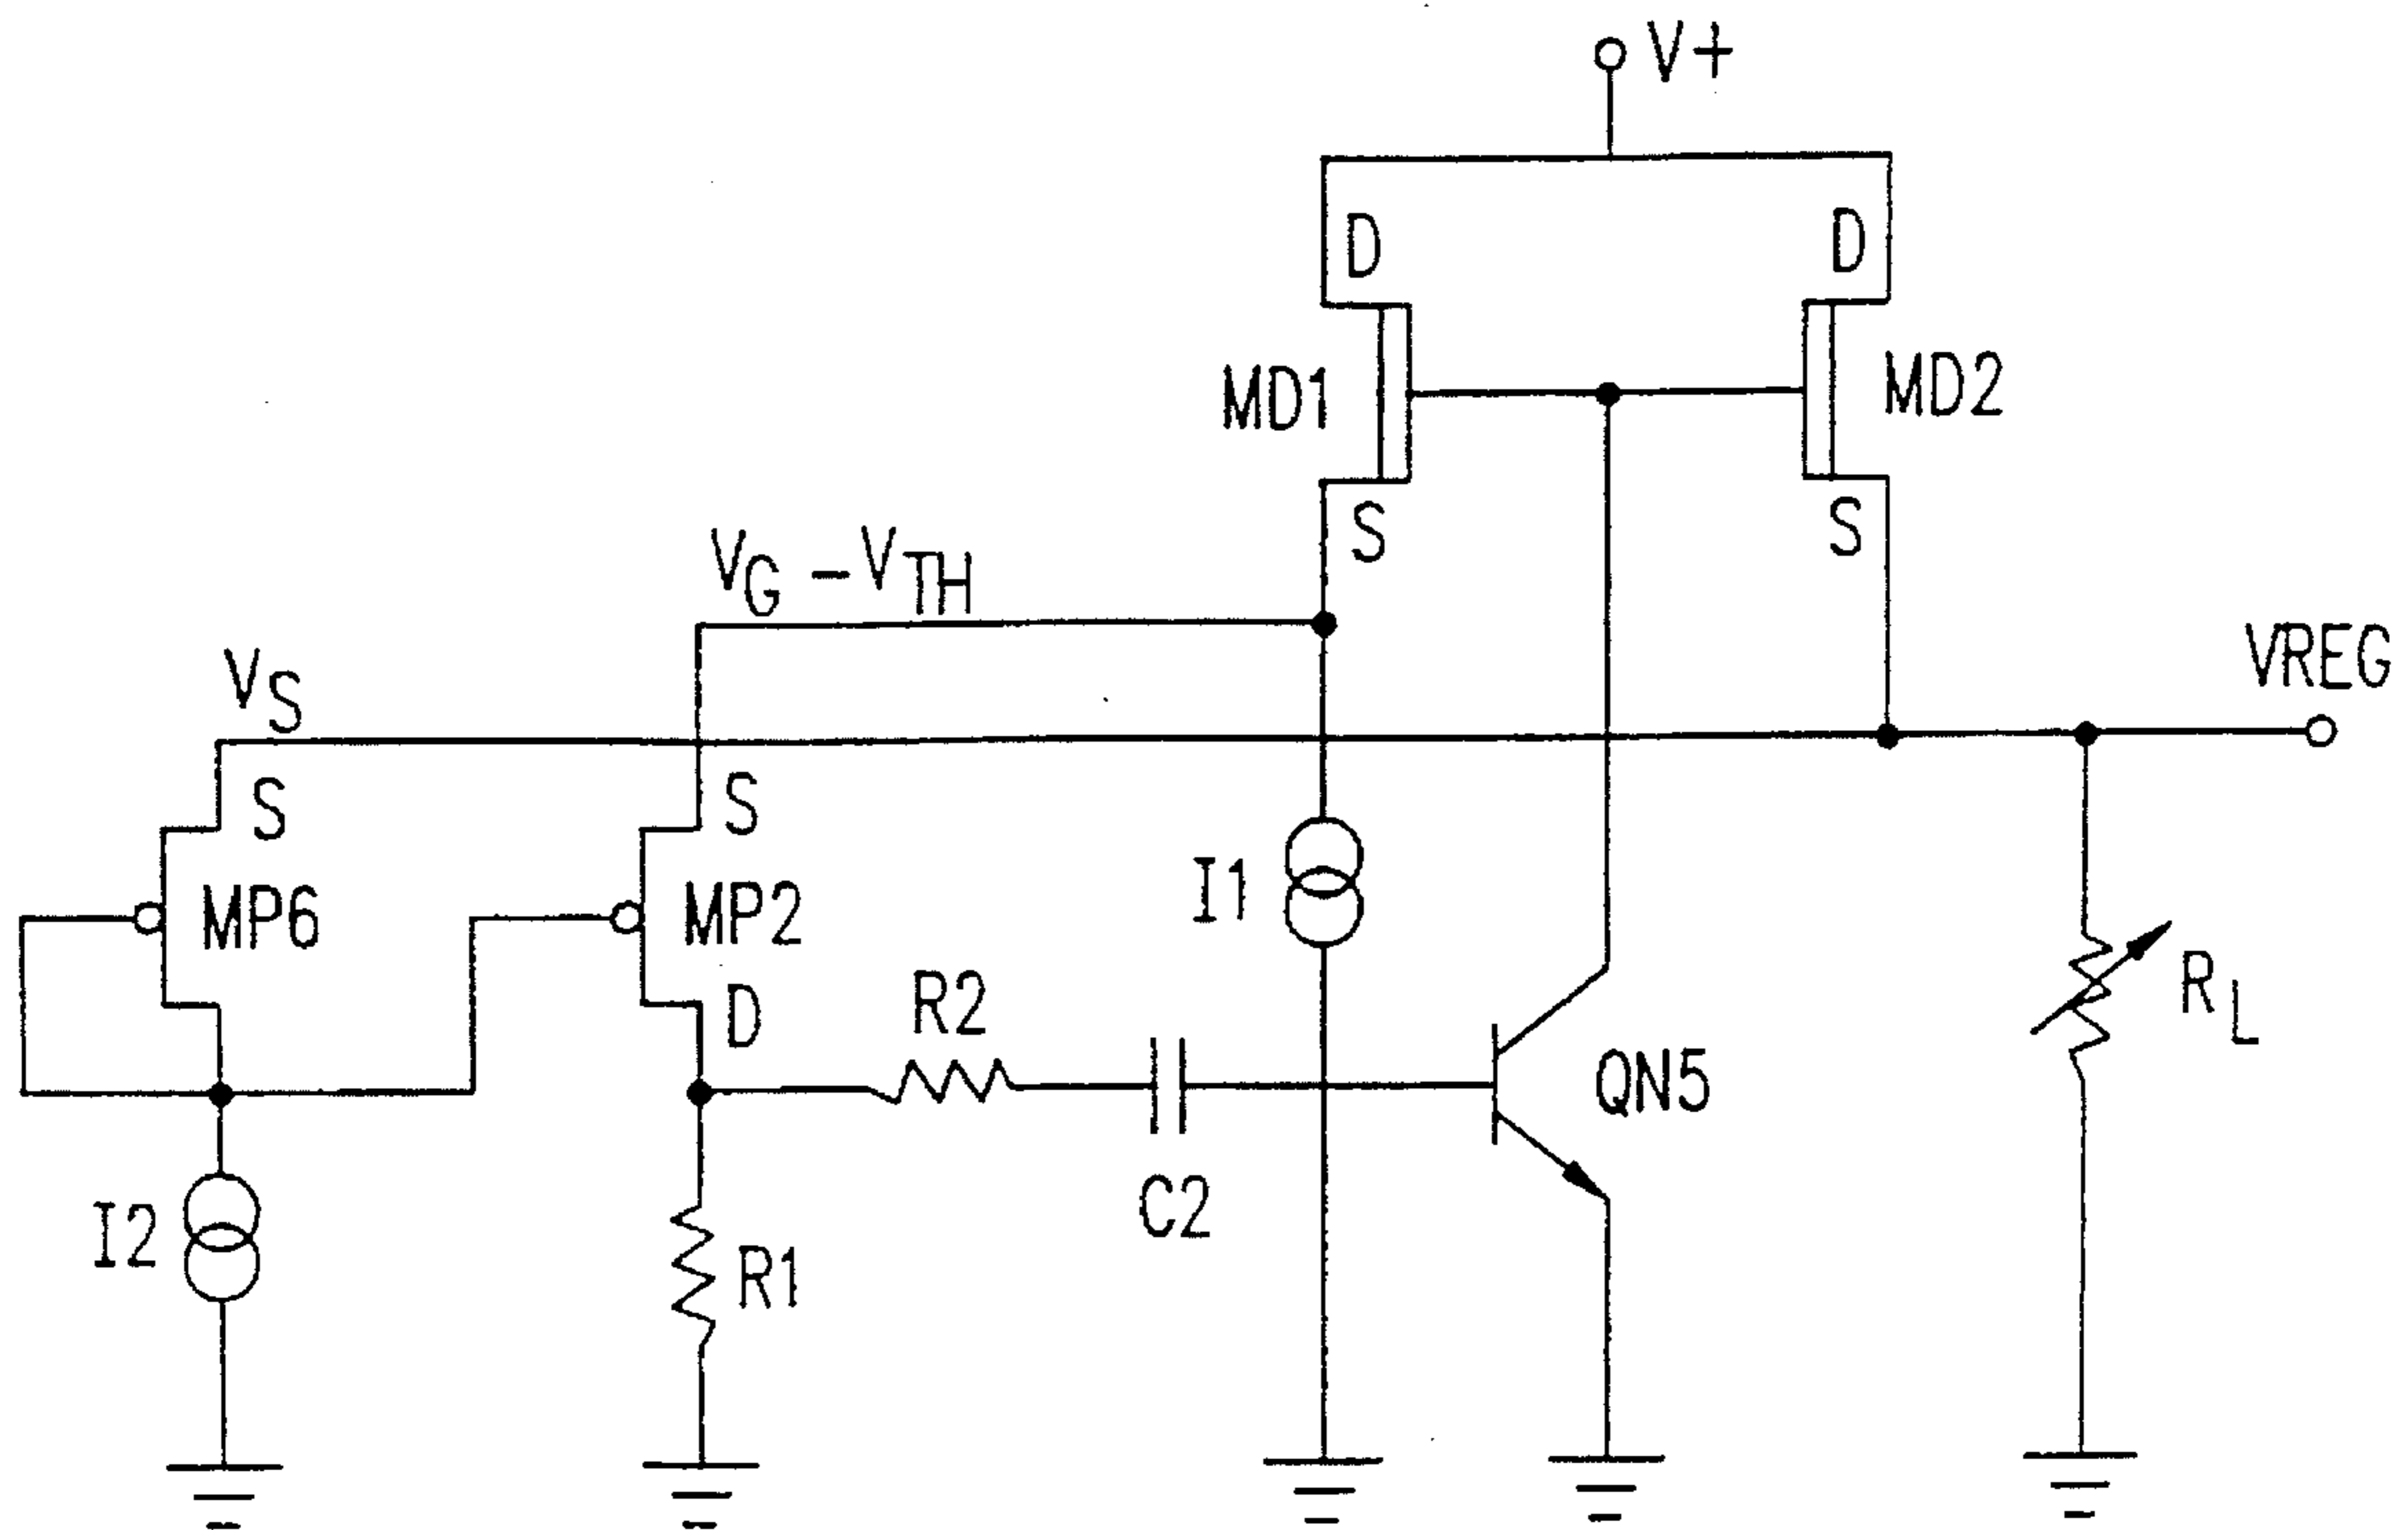 V+
D
D
MD1
MD2
S
S
VG -VTH
VS
VREG
S
S
MP6
MP2
I1
D
R2
RL
QN5
C2
I2
R1